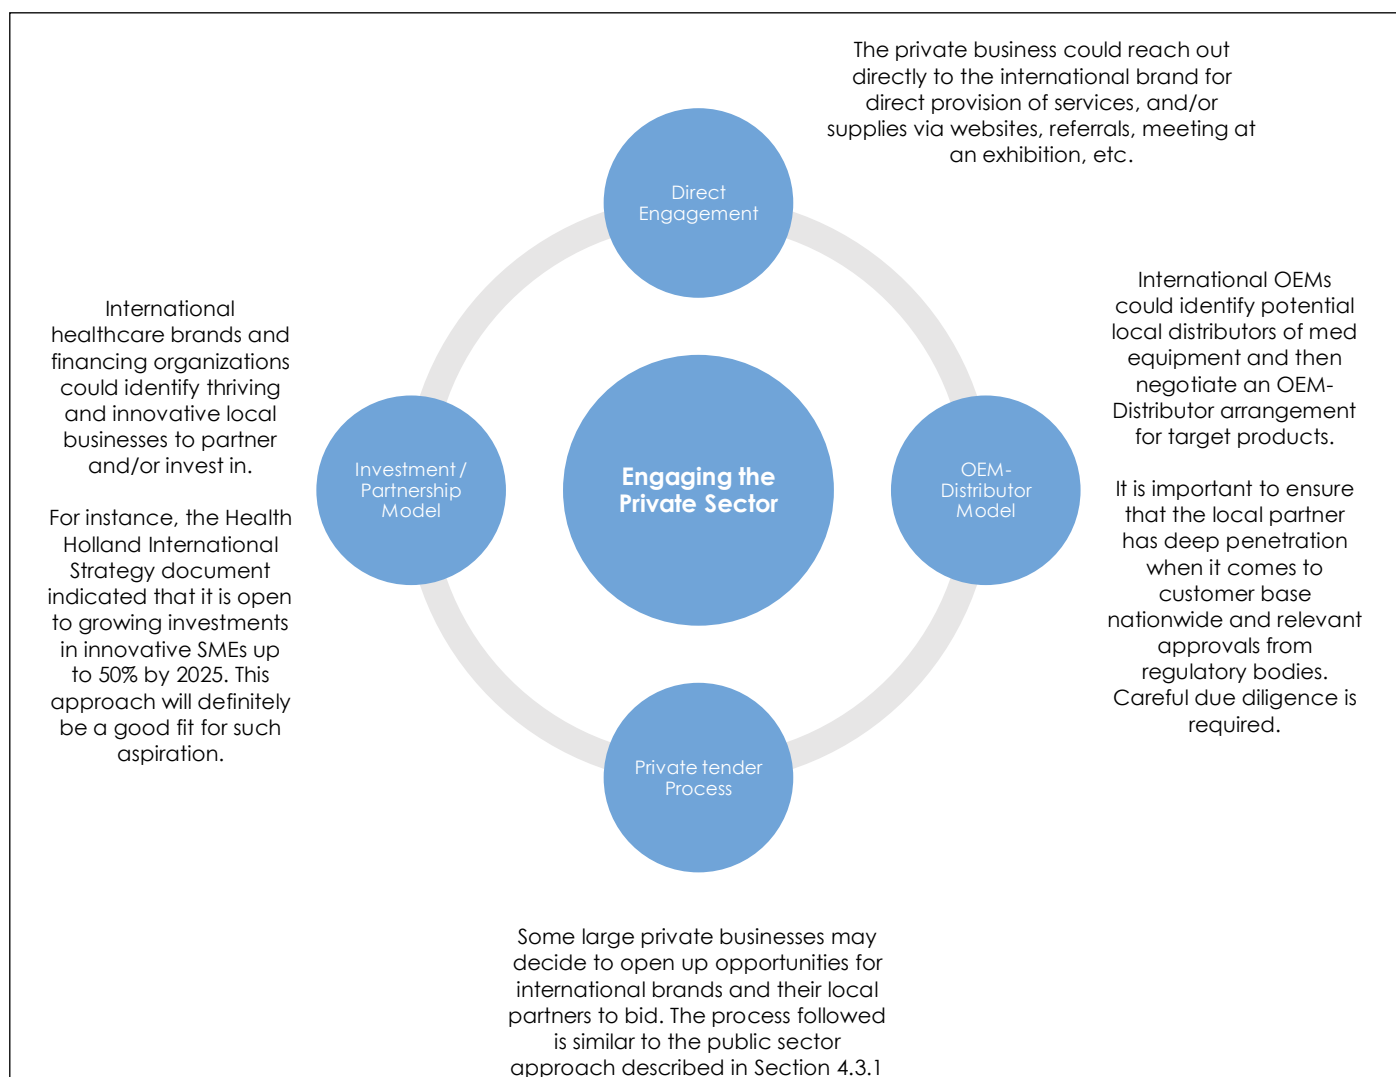 The private business could reach out
directly to the international brand for
direct provision of services, and/or
supplies via websites, referrals, meeting at
an exhibition, etc.
Direct
Engagement
International OEMs
could identify potential
local distributors of med
equipment and then
negotiate an OEM-
Distributor arrangement
for target products.
It is important to ensure
that the local partner
has deep penetration
when it comes to
customer base
nationwide and relevant
approvals from
regulatory bodies.
Careful due diligence is
required.
OEM-
Distributor
Model
Engaging the
Private Sector
International
healthcare brands and
financing organizations
could identify thriving
and innovative local
businesses to partner
and/or invest in.
For instance, the Health
Holland International
Strategy document
indicated that it is open
to growing investments
in innovative SMEs up
to 50% by 2025. This
approach will definitely
be a good fit for such
aspiration.
Investment /
Partnership
Model
Private tender
Process
Some large private businesses may
decide to open up opportunities for
international brands and their local
partners to bid. The process followed
is similar to the public sector
approach described in Section 4.3.1